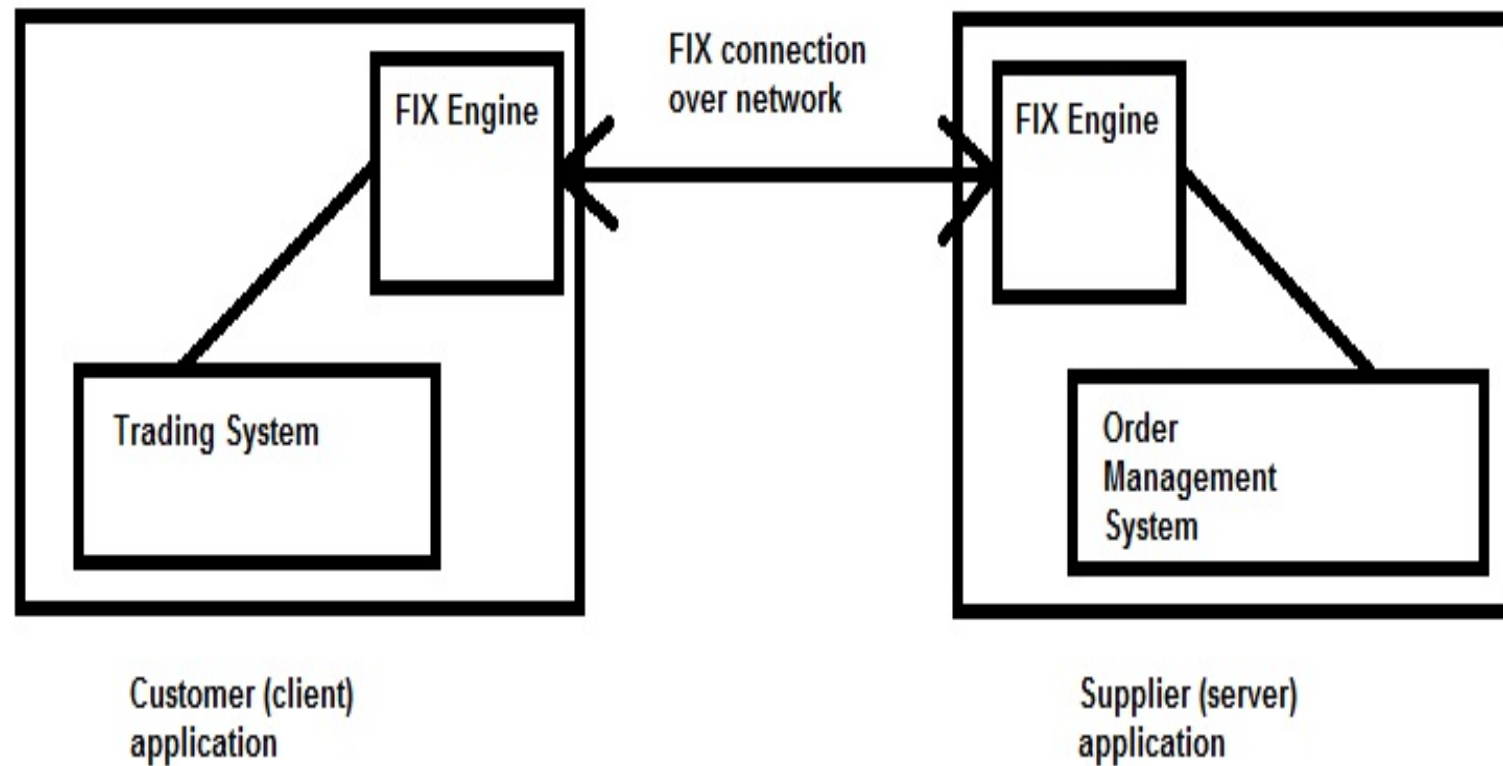 FIX Engine
FIX connection
over network
FIX Engine
Trading System
Order
Management
System
Customer (client)
application
Supplier (server)
application